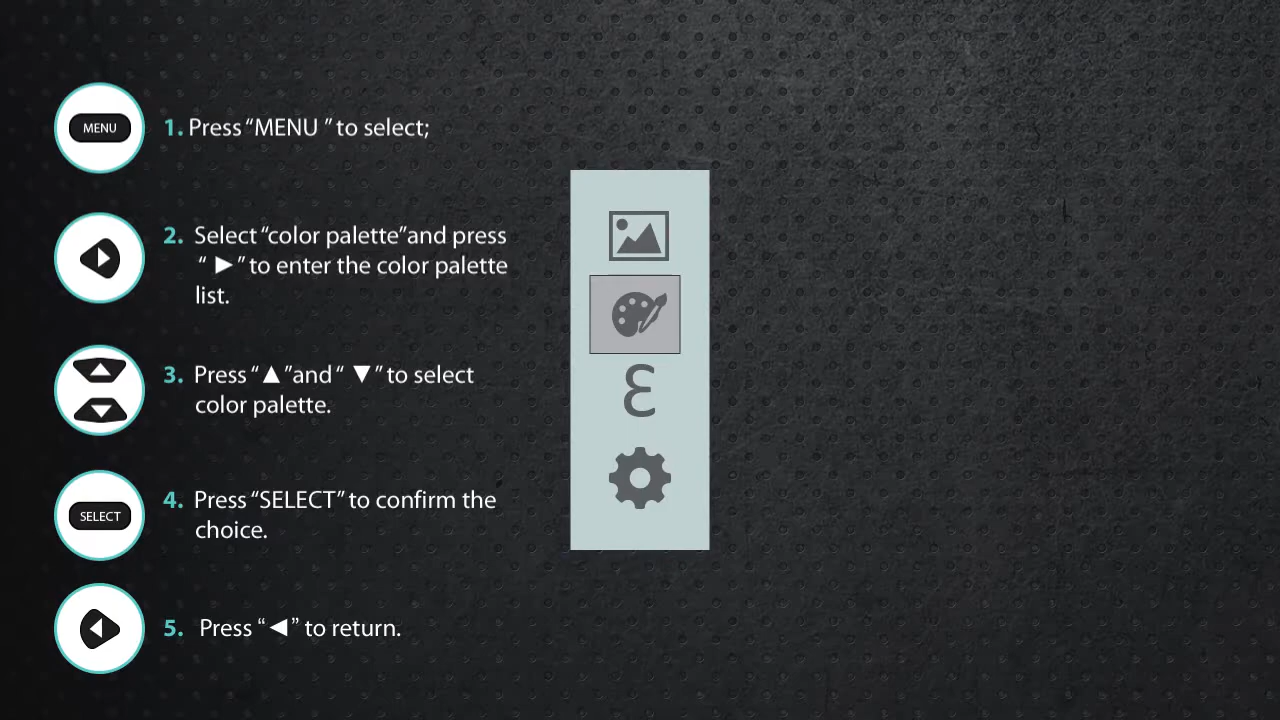 MENU
1. Press “MENU ” to select;
2. Select “color palette”and press
“ ▶ ” to enter the color palette
list.
3. Press “▲”and “ ▼ ” to select
color palette.
SELECT
4. Press “SELECT” to confirm the
choice.
5. Press “◀” to return.
ε